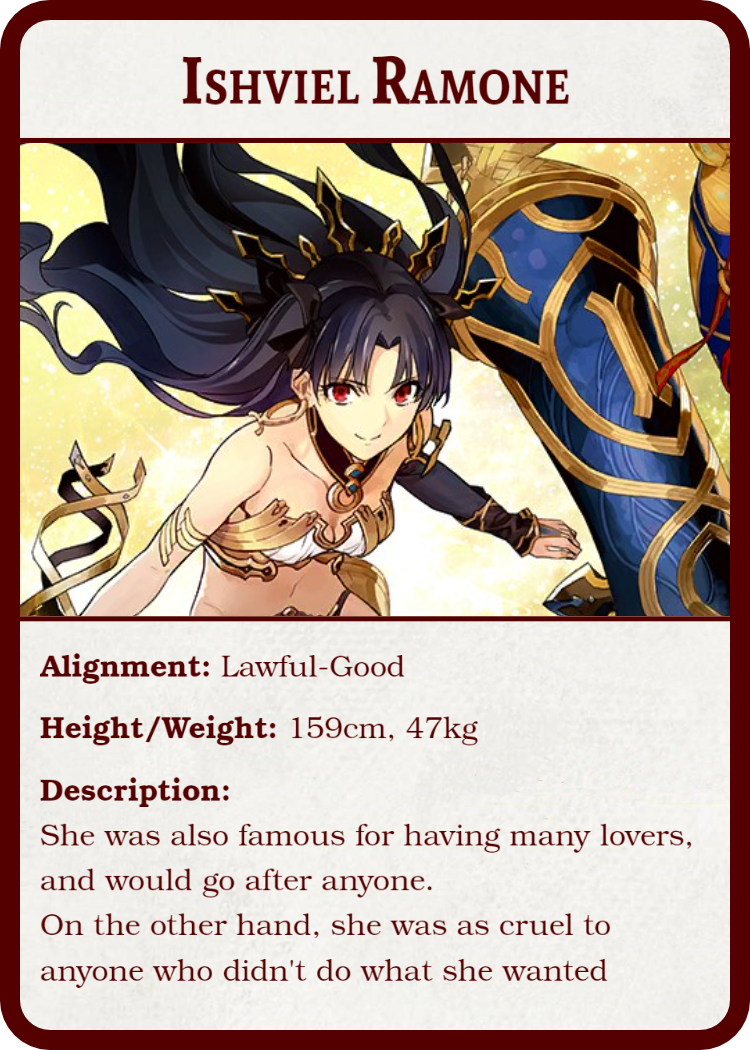 Ishviel Ramone
Alignment: Lawful-Good
Height/Weight: 159cm, 47kg
Description:
She was also famous for having many lovers,
and would go after anyone.
On the other hand, she was as cruel to
anyone who didn't do what she wanted